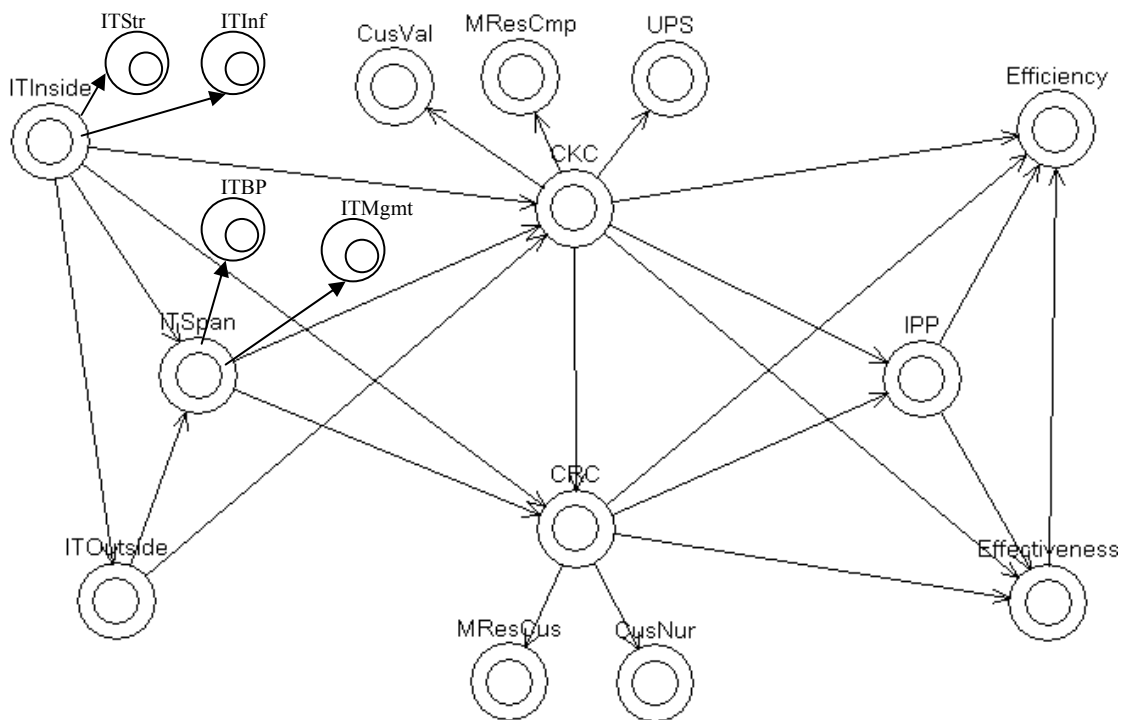 ITStr
ITInf
CusVal
MResCmp
UPS
ITInside
Efficiency
CKC
ITBP
ITMgmt
ITSpan
IPP
CRC
ITOutside
Effectiveness
MResCus
CusNur